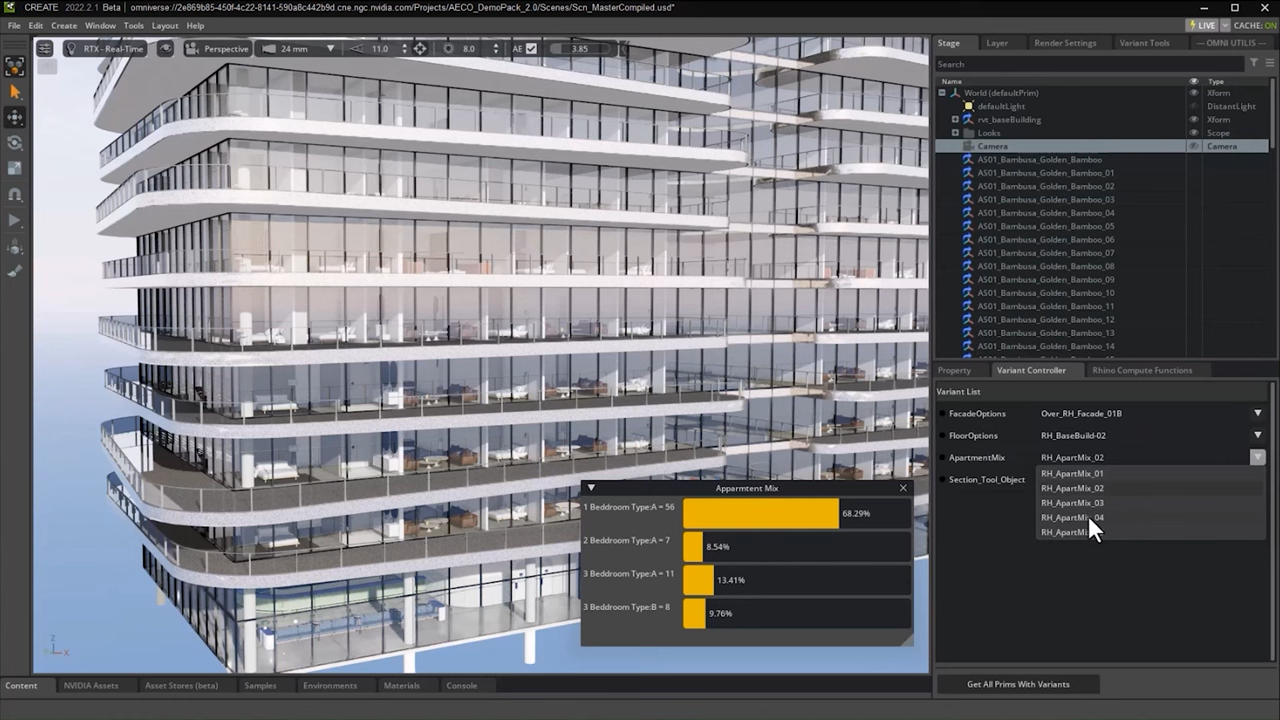 CREATE 2022.2.1 Beta | omniverse://2e869b85-450f-4c22-8141-590a8c442b9d.cne.ngc.nvidia.com/Projects/AECO_DemoPack_2.0/Scenes/Scn_MasterCompiled.usd*
File Edit Create Window Tools Layout Help
LIVE CACHE: ON
RTX - Real-Time Perspective 24 mm 11.0 8.0 AE 3.85
Stage Layer Render Settings Variant Tools — OMNI UTILIS —
Search
Name Type
World (defaultPrim) Xform
defaultLight DistantLight
rvt_baseBuilding Xform
Looks Scope
Camera Camera
AS01_Bambusa_Golden_Bamboo
AS01_Bambusa_Golden_Bamboo_01
AS01_Bambusa_Golden_Bamboo_02
AS01_Bambusa_Golden_Bamboo_03
AS01_Bambusa_Golden_Bamboo_04
AS01_Bambusa_Golden_Bamboo_05
AS01_Bambusa_Golden_Bamboo_06
AS01_Bambusa_Golden_Bamboo_07
AS01_Bambusa_Golden_Bamboo_08
AS01_Bambusa_Golden_Bamboo_09
AS01_Bambusa_Golden_Bamboo_10
AS01_Bambusa_Golden_Bamboo_11
AS01_Bambusa_Golden_Bamboo_12
AS01_Bambusa_Golden_Bamboo_13
AS01_Bambusa_Golden_Bamboo_14
Property Variant Controller Rhino Compute Functions
Variant List
FacadeOptions Over_RH_Facade_01B
FloorOptions RH_BaseBuild-02
ApartmentMix RH_ApartMix_02
RH_ApartMix_01
Section_Tool_Object RH_ApartMix_02
RH_ApartMix_03
RH_ApartMix_04
Apparmtent Mix
1 Beddroom Type:A = 56 68.29%
2 Beddroom Type:A = 7 8.54%
3 Beddroom Type:A = 11 13.41%
3 Beddroom Type:B = 8 9.76%
Z
X
Get All Prims With Variants
Content NVIDIA Assets Asset Stores (beta) Samples Environments Materials Console